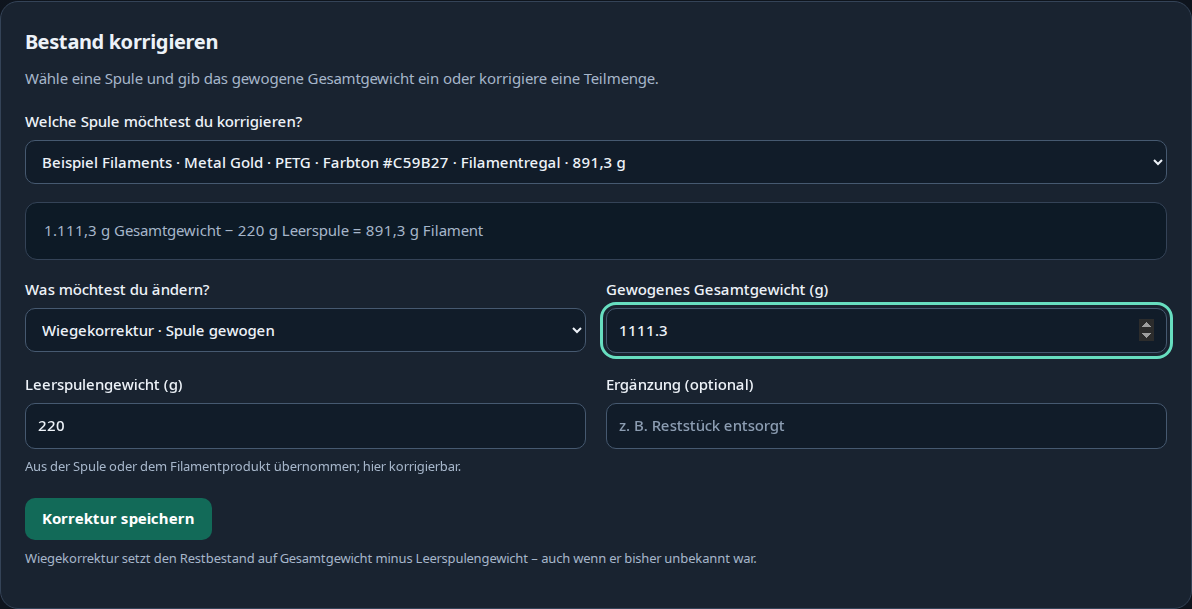 Bestand korrigieren
Wähle eine Spule und gib das gewogene Gesamtgewicht ein oder korrigiere eine Teilmenge.
Welche Spule möchtest du korrigieren?
Beispiel Filaments · Metal Gold · PETG · Farbton #C59B27 · Filamentregal · 891,3 g
1.111,3 g Gesamtgewicht − 220 g Leerspule = 891,3 g Filament
Was möchtest du ändern?
Gewogenes Gesamtgewicht (g)
Wiegekorrektur · Spule gewogen
1111.3
Leerspulengewicht (g)
Ergänzung (optional)
220
z. B. Reststück entsorgt
Aus der Spule oder dem Filamentprodukt übernommen; hier korrigierbar.
Korrektur speichern
Wiegekorrektur setzt den Restbestand auf Gesamtgewicht minus Leerspulengewicht – auch wenn er bisher unbekannt war.